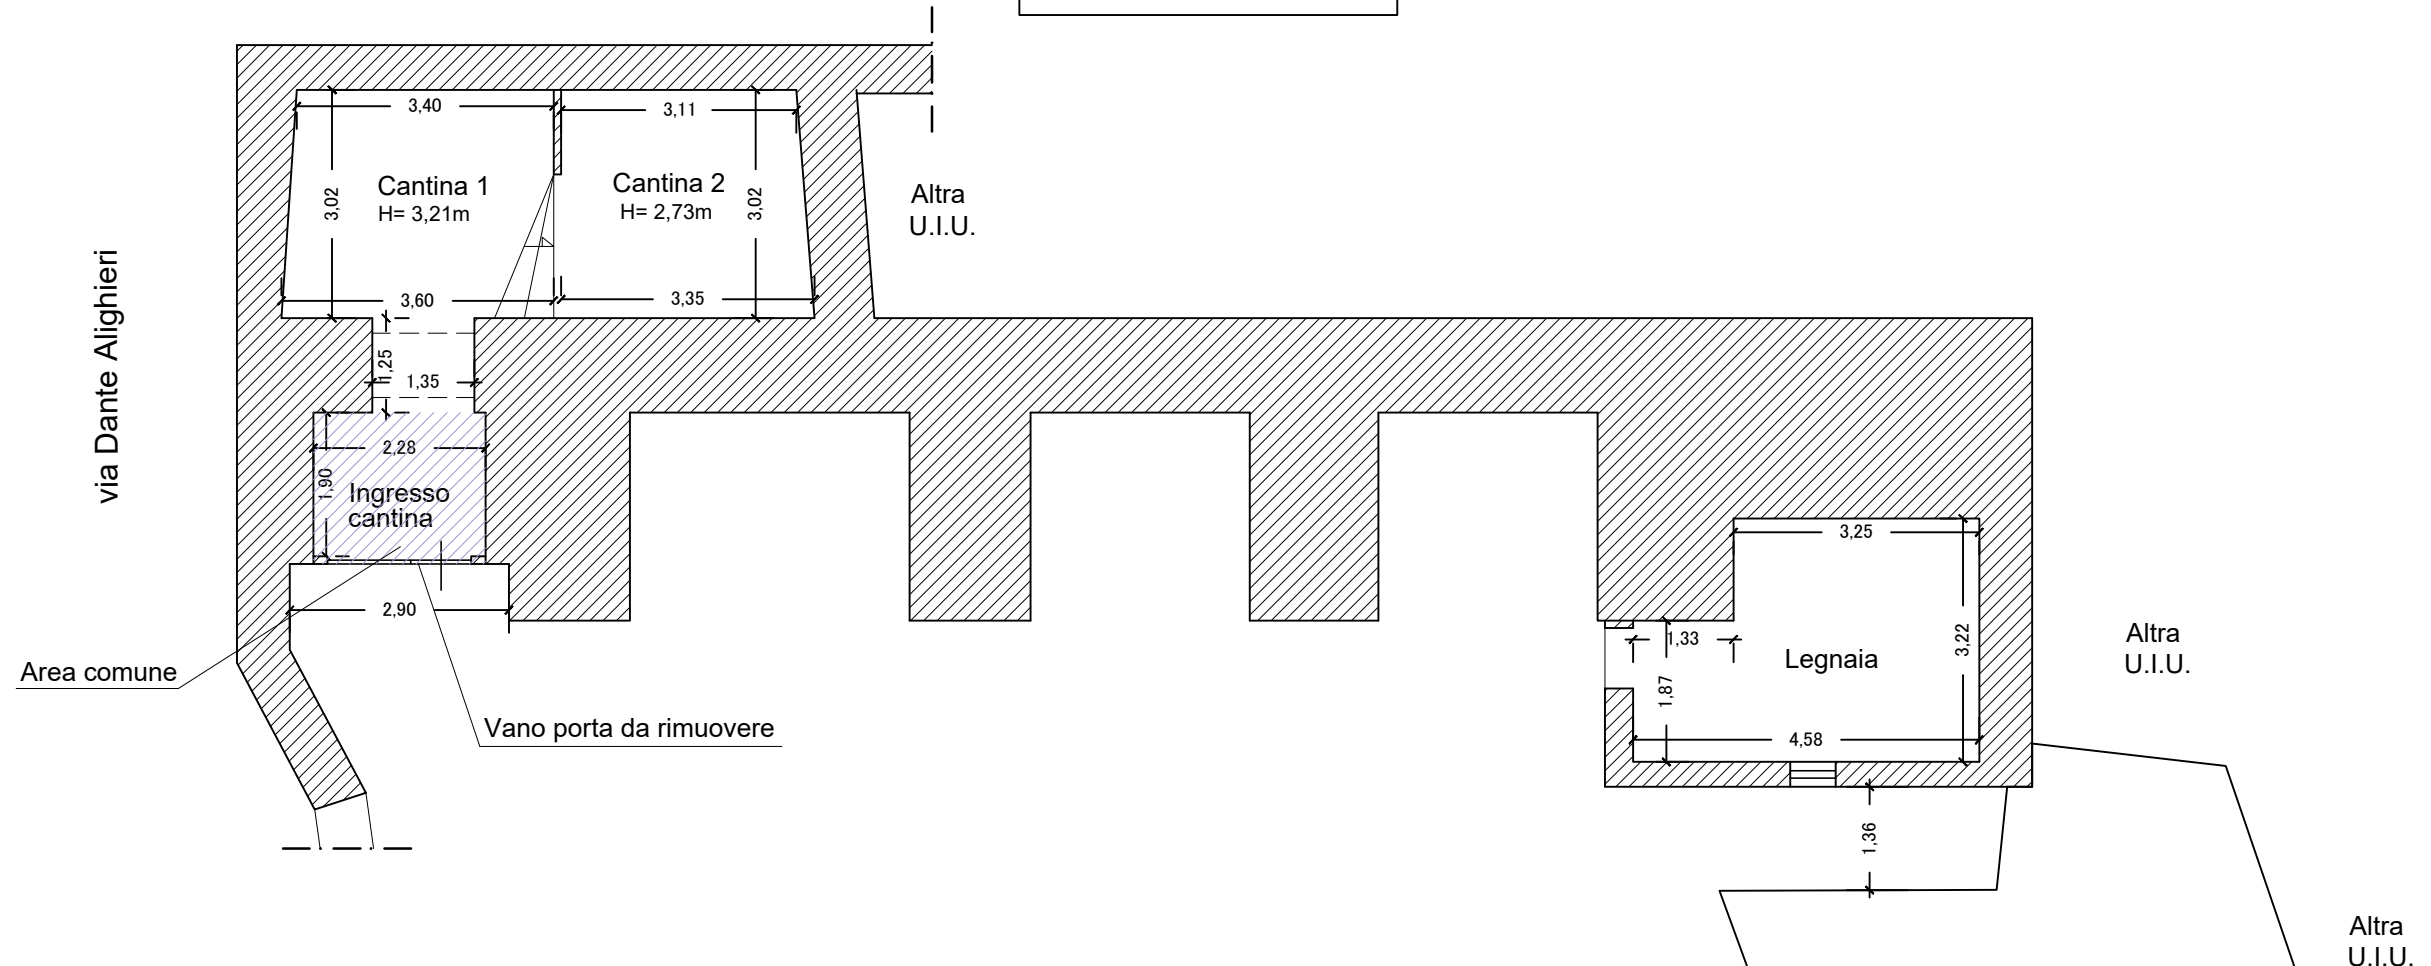 3,40
3,11
Cantina 1
H= 3,21m
Cantina 2
H= 2,73m
3,02
3,02
Altra
U.I.U.
3,60
3,35
via Dante Alighieri
1,25
1,35
2,28
1,90
Ingresso
cantina
2,90
Area comune
Vano porta da rimuovere
3,25
1,33
3,22
Legnaia
1,87
4,58
1,36
Altra
U.I.U.
Altra
U.I.U.